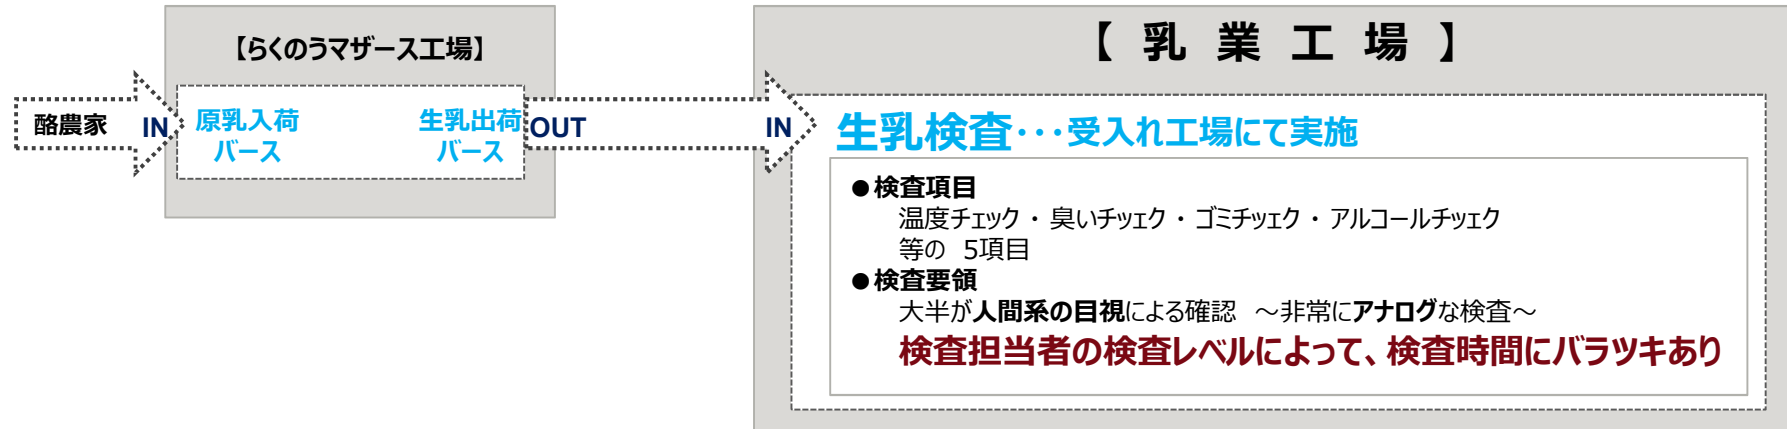 【らくのうマザース工場】
酪農家
IN
原乳入荷
バース
生乳出荷
バース
OUT
IN
【 乳 業 工 場 】
生乳検査・・・受入れ工場にて実施
●検査項目
温度チェック ・ 臭いチッェク ・ ゴミチッェク ・ アルコールチッェク
等の 5項目
●検査要領
大半が人間系の目視による確認 ～非常にアナログな検査～
検査担当者の検査レベルによって、検査時間にバラツキあり